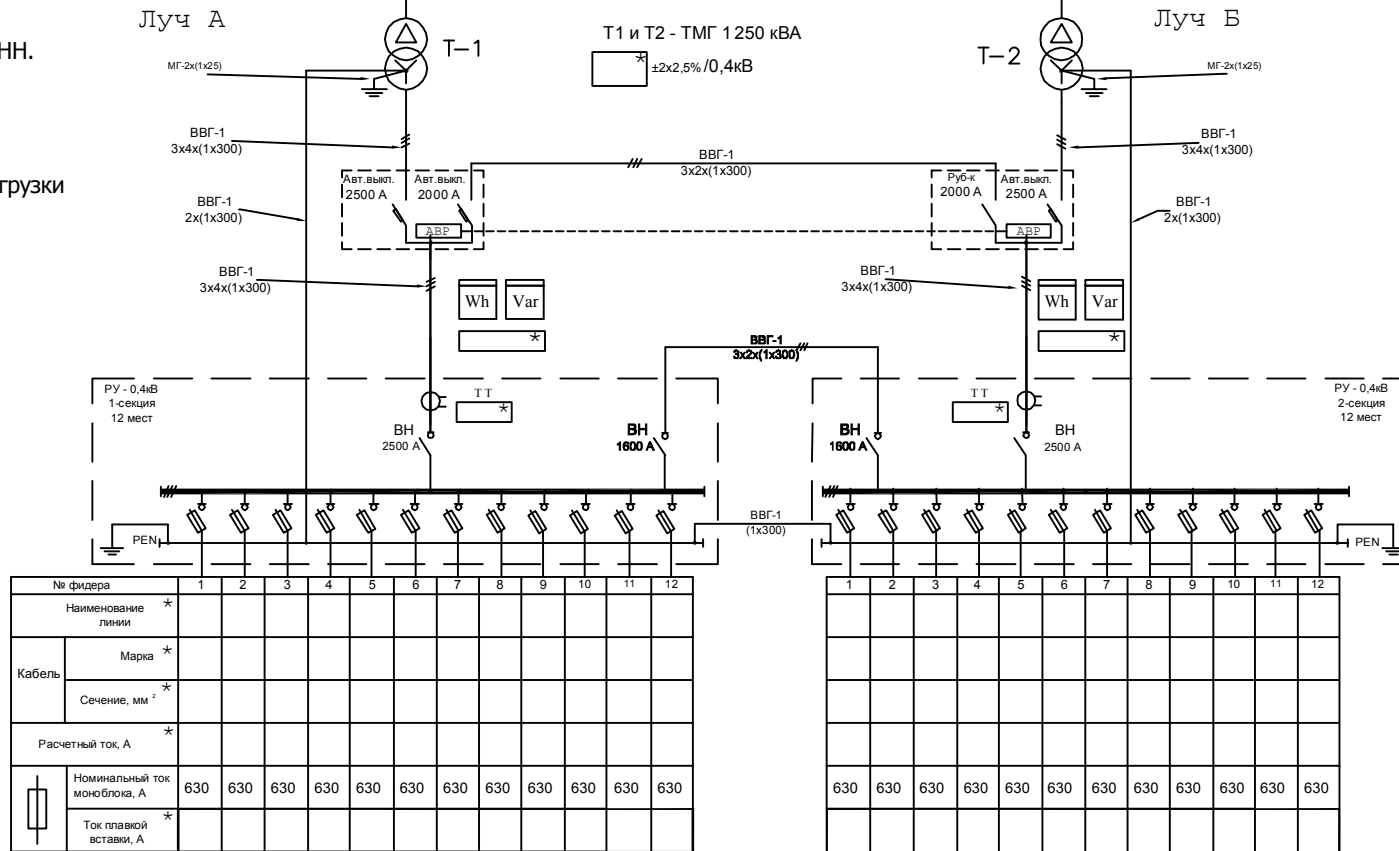 Луч А
Луч Б
нн.
грузки
Т1 и Т2 - ТМГ 1250 кВА
* ±2х2,5% /0,4кВ
Т-1
Т-2
МГ-2х(1х25)
МГ-2х(1х25)
ВВГ-1
3х4х(1х300)
ВВГ-1
3х2х(1х300)
ВВГ-1
3х4х(1х300)
Авт.выкл.
2500 А
Авт.выкл.
2000 А
АВР
Руб-к
2000 А
Авт.выкл.
2500 А
АВР
ВВГ-1
2х(1х300)
ВВГ-1
2х(1х300)
ВВГ-1
3х4х(1х300)
ВВГ-1
3х4х(1х300)
Wh Var
*
Wh Var
*
ВВГ-1
3х2х(1х300)
РУ - 0,4кВ
1-секция
12 мест
ТТ
*
ВН
2500 А
ВН
1600 А
ВН
1600 А
ТТ
*
ВН
2500 А
РУ - 0,4кВ
2-секция
12 мест
PEN
ВВГ-1
(1х300)
PEN
№ фидера 1 2 3 4 5 6 7 8 9 10 11 12 1 2 3 4 5 6 7 8 9 10 11 12
Наименование *
линии
Кабель
Марка *
Сечение, мм ² *
Расчетный ток, А *
Номинальный ток
моноблока, А
630 630 630 630 630 630 630 630 630 630 630 630 630 630 630 630 630 630 630 630 630 630 630 630
Ток плавкой *
вставки, А